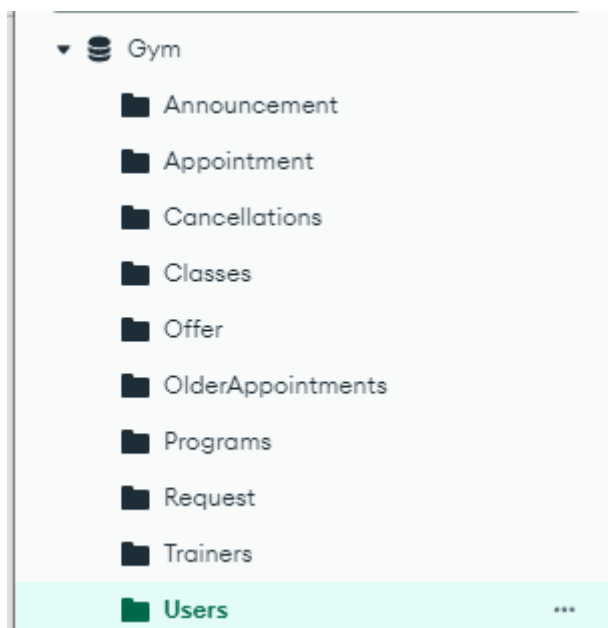 Gym
Announcement
Appointment
Cancellations
Classes
Offer
OlderAppointments
Programs
Request
Trainers
Users